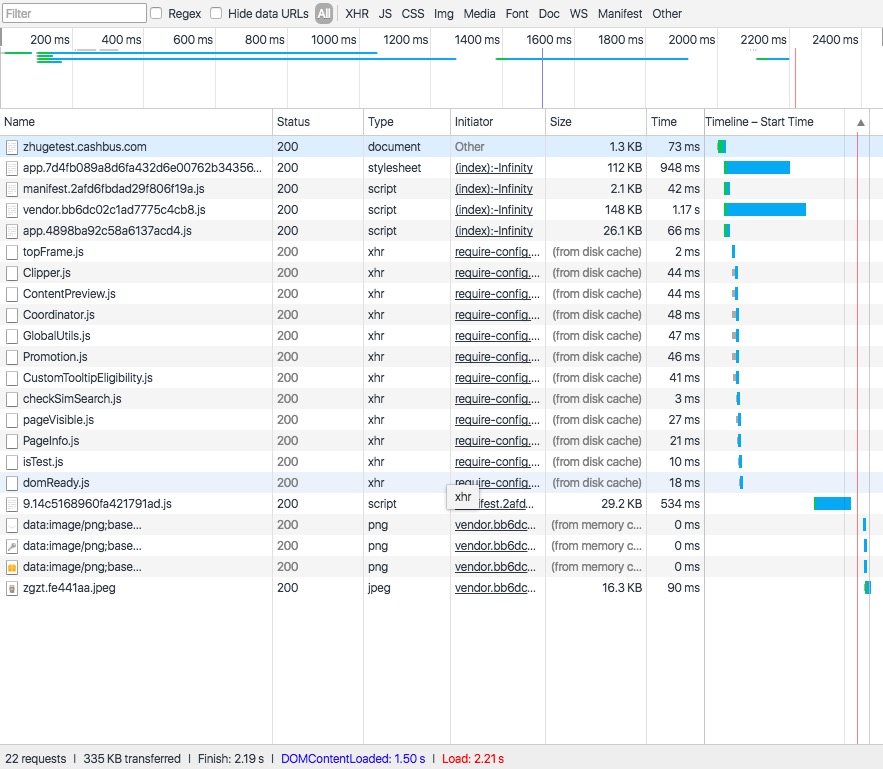 Filter Regex Hide data URLs All XHR JS CSS Img Media Font Doc WS Manifest Other
200 ms 400 ms 600 ms 800 ms 1000 ms 1200 ms 1400 ms 1600 ms 1800 ms 2000 ms 2200 ms 2400 ms
Name Status Type Initiator Size Time Timeline – Start Time ▲
zhugetest.cashbus.com 200 document Other 1.3 KB 73 ms
app.7d4fb089a8d6fa432d6e00762b34356... 200 stylesheet (index):-Infinity 112 KB 948 ms
manifest.2afd6fbdad29f806f19a.js 200 script (index):-Infinity 2.1 KB 42 ms
vendor.bb6dc02c1ad7775c4cb8.js 200 script (index):-Infinity 148 KB 1.17 s
app.4898ba92c58a6137acd4.js 200 script (index):-Infinity 26.1 KB 66 ms
topFrame.js 200 xhr require-config.... (from disk cache) 2 ms
Clipper.js 200 xhr require-config.... (from disk cache) 44 ms
ContentPreview.js 200 xhr require-config.... (from disk cache) 44 ms
Coordinator.js 200 xhr require-config.... (from disk cache) 48 ms
GlobalUtils.js 200 xhr require-config.... (from disk cache) 47 ms
Promotion.js 200 xhr require-config.... (from disk cache) 46 ms
CustomTooltipEligibility.js 200 xhr require-config.... (from disk cache) 41 ms
checkSimSearch.js 200 xhr require-config.... (from disk cache) 3 ms
pageVisible.js 200 xhr require-config.... (from disk cache) 27 ms
PageInfo.js 200 xhr require-config.... (from disk cache) 21 ms
isTest.js 200 xhr require-config.... (from disk cache) 10 ms
domReady.js 200 xhr require-config.... (from disk cache) 18 ms
xhr
9.14c5168960fa421791ad.js 200 script ifest.2afd... 29.2 KB 534 ms
data:image/png;base... 200 png vendor.bb6dc... (from memory c... 0 ms
data:image/png;base... 200 png vendor.bb6dc... (from memory c... 0 ms
data:image/png;base... 200 png vendor.bb6dc... (from memory c... 0 ms
zgzt.fe441aa.jpeg 200 jpeg vendor.bb6dc... 16.3 KB 90 ms
22 requests | 335 KB transferred | Finish: 2.19 s | DOMContentLoaded: 1.50 s | Load: 2.21 s